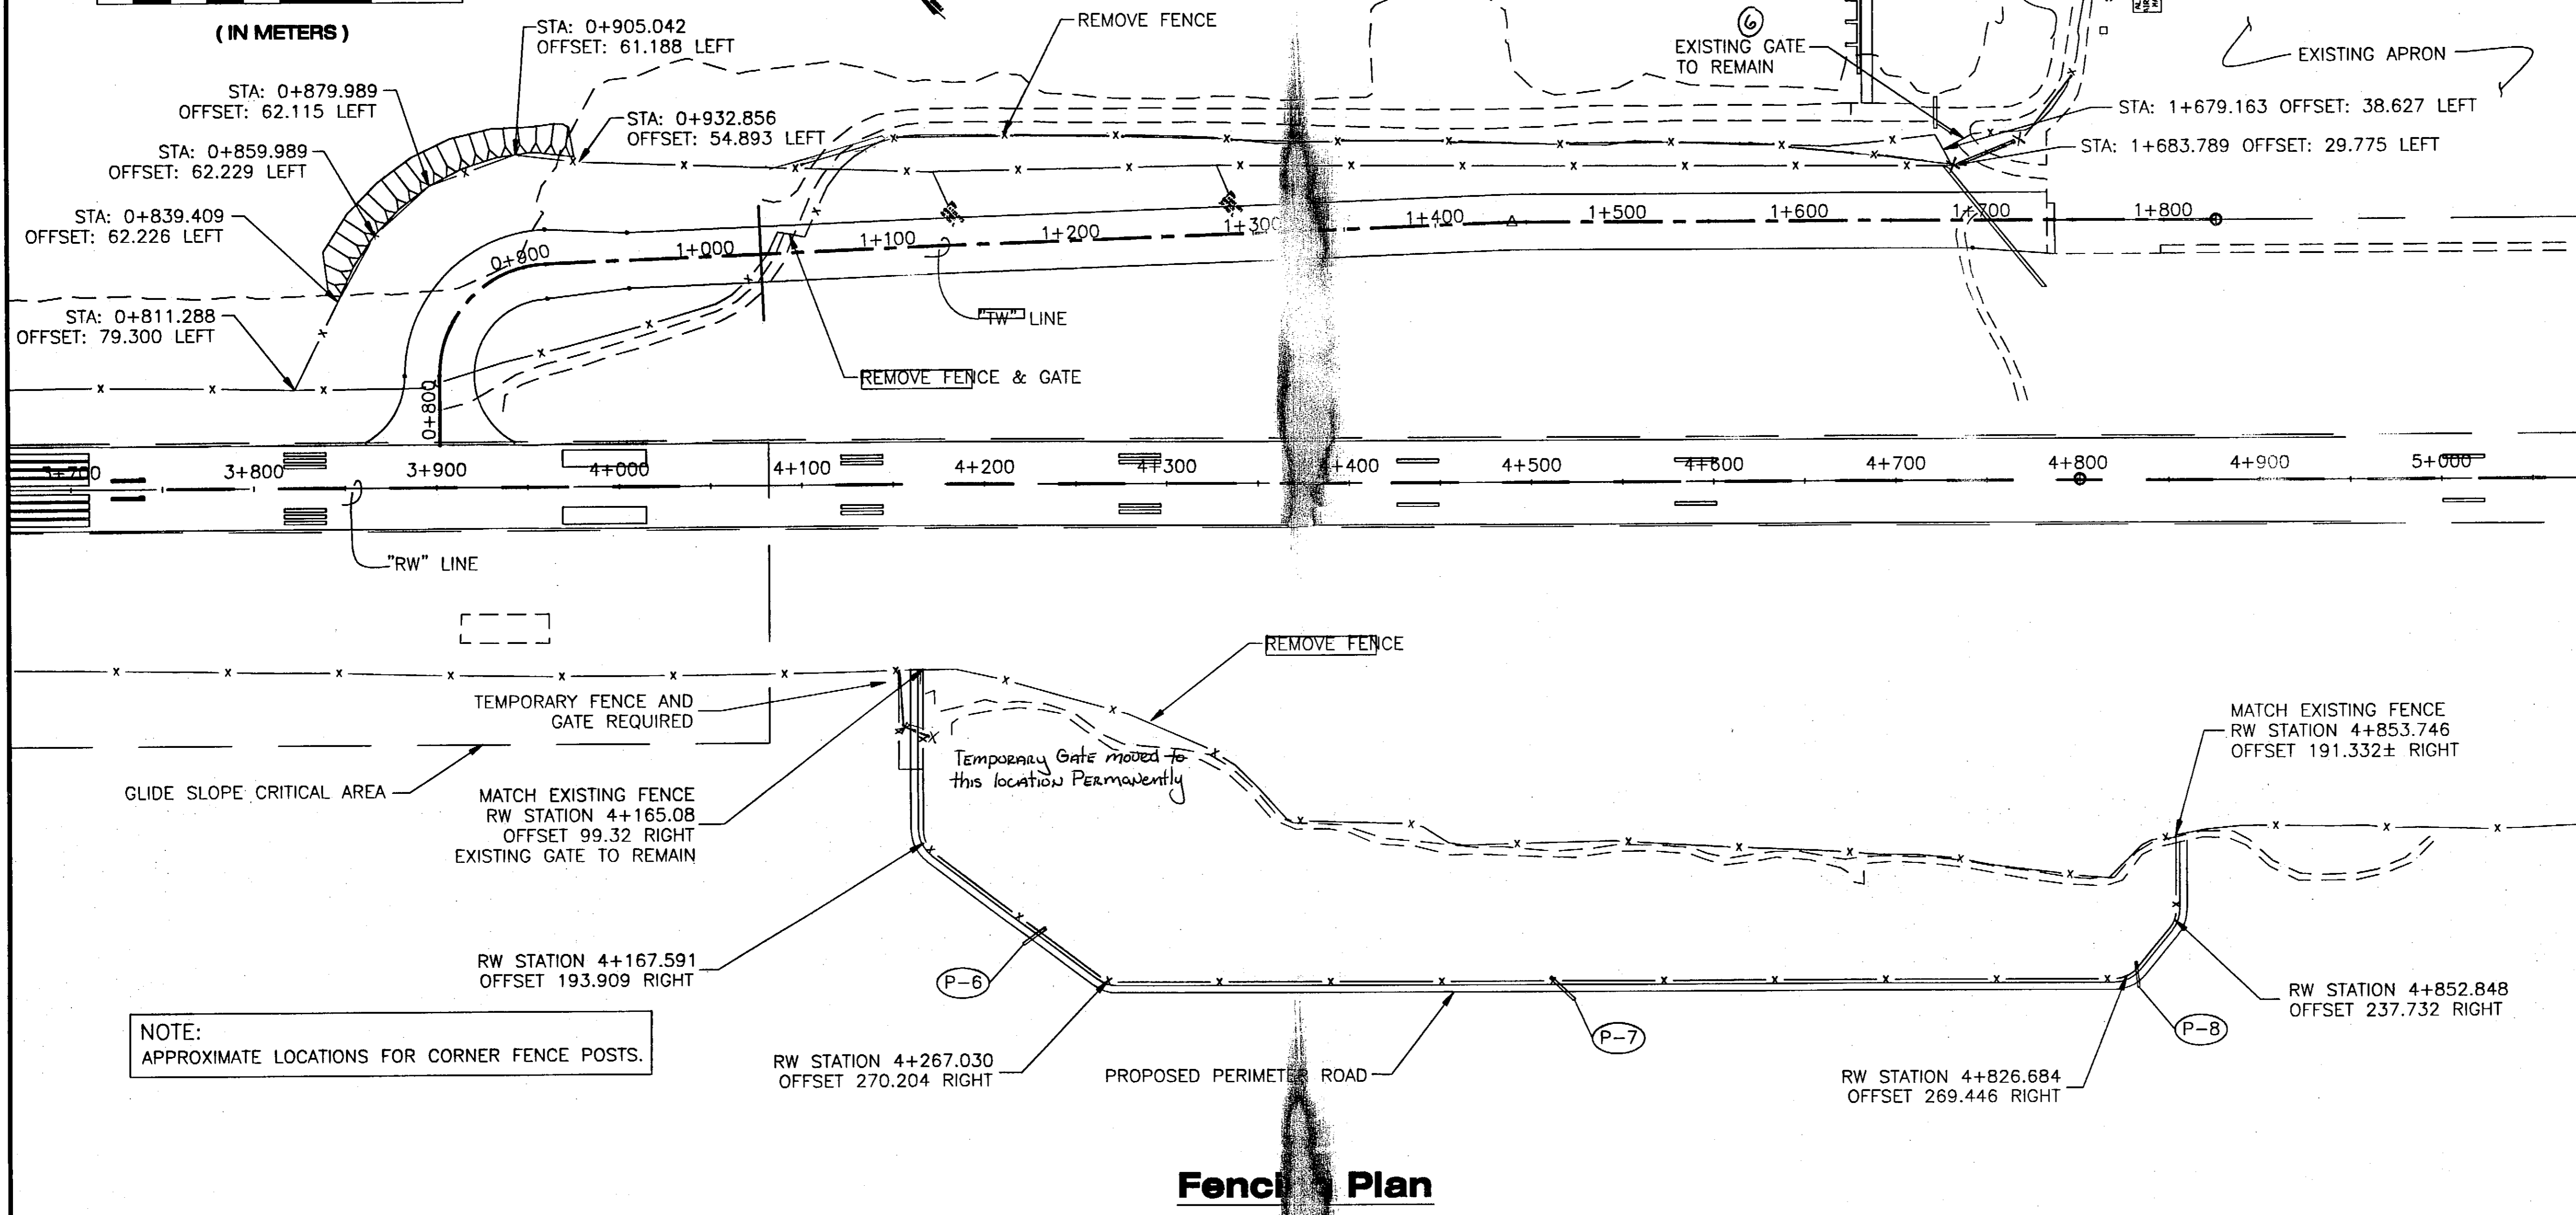 ( IN METERS )
STA: 0+905.042
OFFSET: 61.188 LEFT
REMOVE FENCE
6
EXISTING GATE
TO REMAIN
EXISTING APRON
STA: 0+879.989
OFFSET: 62.115 LEFT
STA: 0+932.856
OFFSET: 54.893 LEFT
STA: 1+679.163 OFFSET: 38.627 LEFT
STA: 0+859.989
OFFSET: 62.229 LEFT
STA: 1+683.789 OFFSET: 29.775 LEFT
STA: 0+839.409
OFFSET: 62.226 LEFT
0+900 1+000 1+100 1+200 1+300 1+400 1+500 1+600 1+700 1+800
STA: 0+811.288
OFFSET: 79.300 LEFT
"TW" LINE
REMOVE FENCE & GATE
0+800
3+700 3+800 3+900 4+000 4+100 4+200 4+300 4+400 4+500 4+600 4+700 4+800 4+900 5+000
"RW" LINE
REMOVE FENCE
TEMPORARY FENCE AND
GATE REQUIRED
MATCH EXISTING FENCE
RW STATION 4+853.746
OFFSET 191.332± RIGHT
TEMPORARY GATE moved to
this location PERmanently
GLIDE SLOPE CRITICAL AREA
MATCH EXISTING FENCE
RW STATION 4+165.08
OFFSET 99.32 RIGHT
EXISTING GATE TO REMAIN
RW STATION 4+167.591
OFFSET 193.909 RIGHT
P-6
RW STATION 4+852.848
OFFSET 237.732 RIGHT
P-7
P-8
NOTE:
APPROXIMATE LOCATIONS FOR CORNER FENCE POSTS.
RW STATION 4+267.030
OFFSET 270.204 RIGHT
PROPOSED PERIMETER ROAD
RW STATION 4+826.684
OFFSET 269.446 RIGHT
Plan